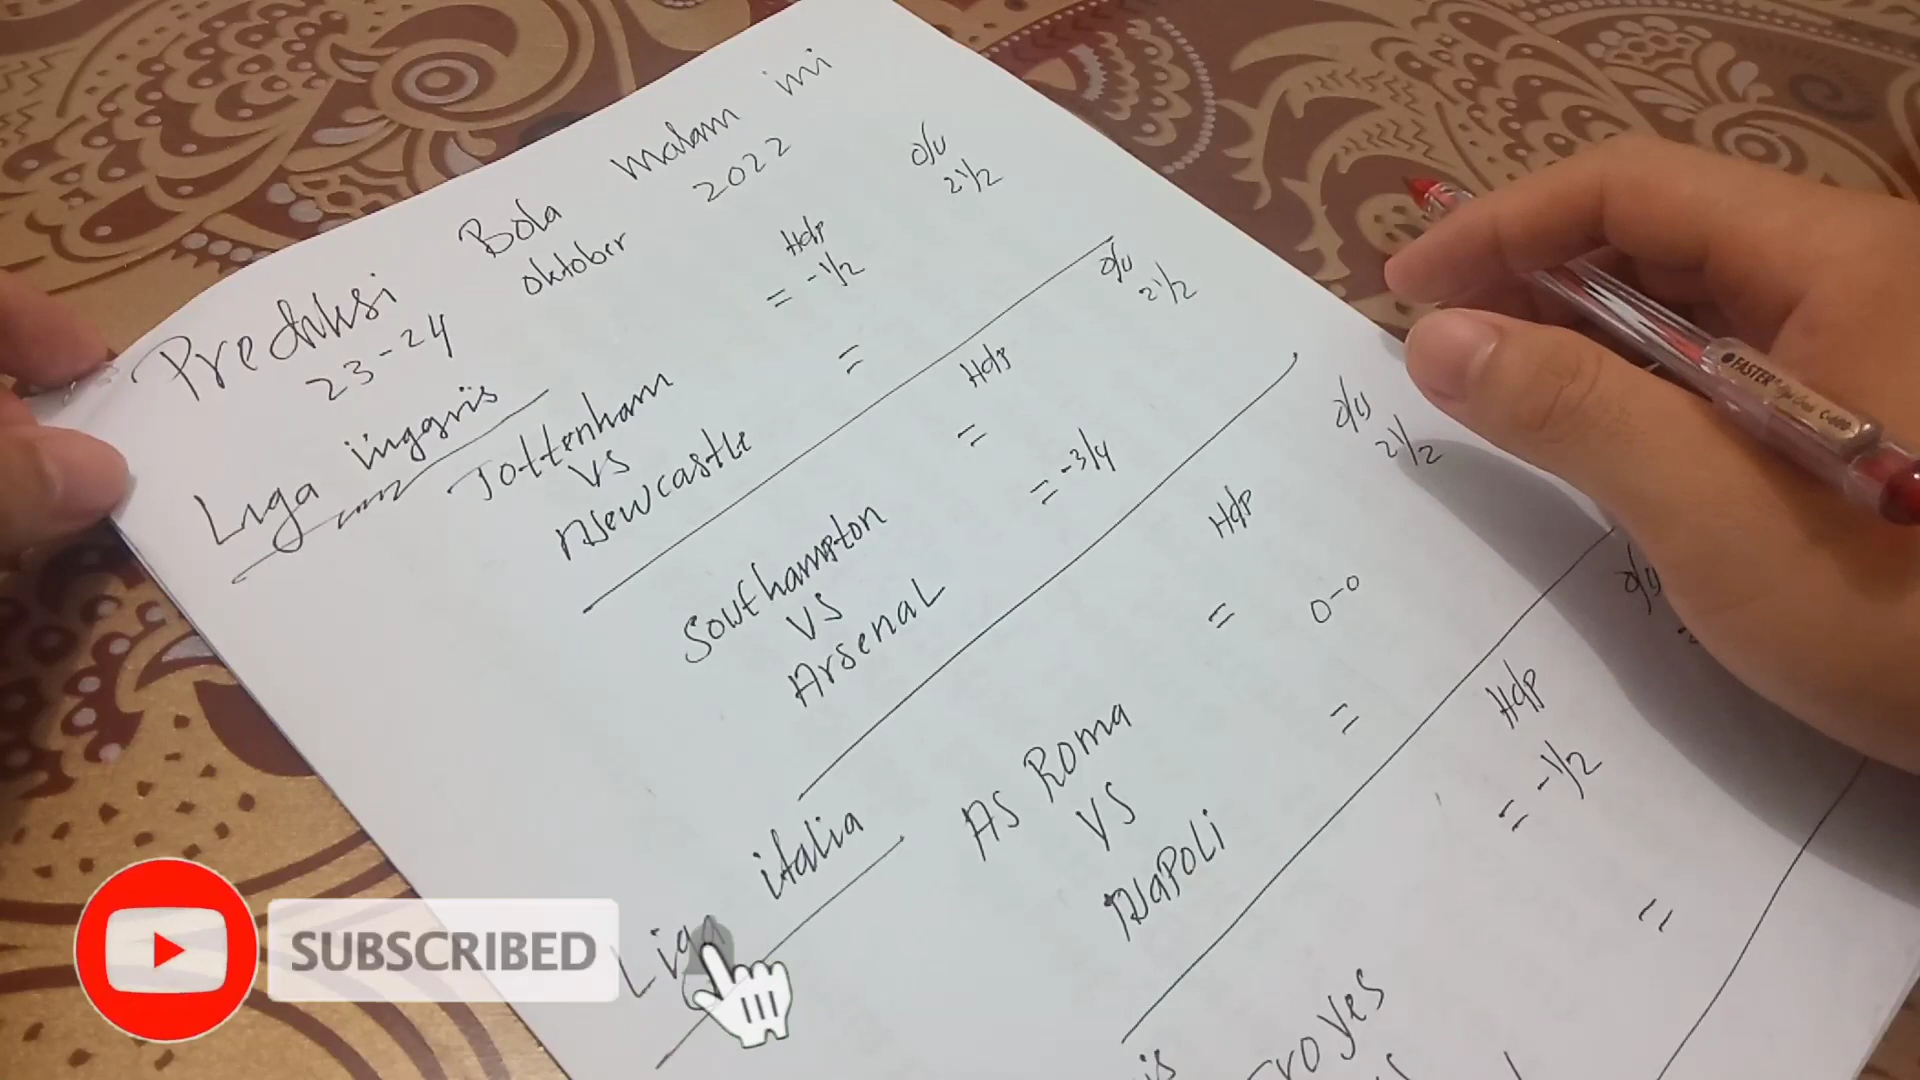 Prediksi Bola malam ini
23-24 oktober 2022
Liga inggris
Hdp O/U
Tottenham = -1/2 2 1/2
VS
Newcastle =
Hdp O/U
Southampton = 2 1/2
VS
Arsenal = -3/4
Liga italia
Hdp O/U
AS Roma = 0-0 2 1/2
VS
Napoli =
Hdp O/U
Troyes = -1/2
=
SUBSCRIBED
FASTER
C-600